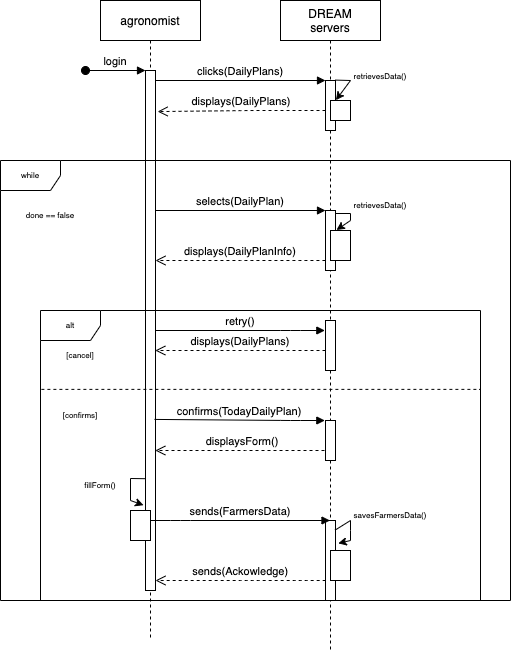 agronomist
DREAM
servers
login
clicks(DailyPlans)
retrievesData()
displays(DailyPlans)
while
done == false
selects(DailyPlan)
retrievesData()
displays(DailyPlanInfo)
alt
retry()
[cancel]
displays(DailyPlans)
[confirms]
confirms(TodayDailyPlan)
displaysForm()
fillForm()
sends(FarmersData)
savesFarmersData()
sends(Ackowledge)